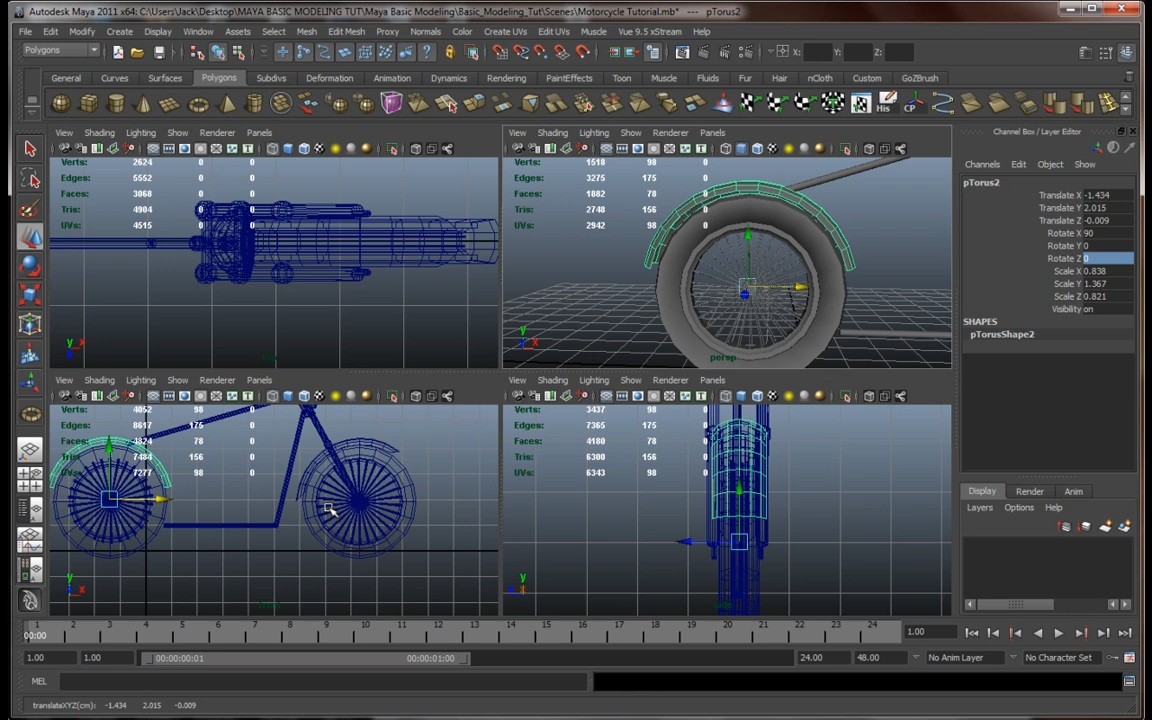 Autodesk Maya 2011 x64: C:\Users\Jack\Desktop\MAYA BASIC MODELING TUT\Maya Basic Modeling\Basic_Modeling_Tut\Scenes\Motorcycle Tutorial.mb* --- pTorus2
File Edit Modify Create Display Window Assets Select Mesh Edit Mesh Proxy Normals Color Create UVs Edit UVs Muscle Vue 9.5 xStream Help
Polygons X: Y: Z:
General Curves Surfaces Polygons Subdivs Deformation Animation Dynamics Rendering PaintEffects Toon Muscle Fluids Fur Hair nCloth Custom GoZBrush
His CP
Channel Box / Layer Editor
View Shading Lighting Show Renderer Panels
Verts: 2624 0 0
Edges: 5552 0 0
Faces: 3068 0 0
Tris: 4904 0 0
UVs: 4515 0 0
y x
top
View Shading Lighting Show Renderer Panels
Verts: 1518 98 0
Edges: 3275 175 0
Faces: 1882 78 0
Tris: 2748 156 0
UVs: 2942 98 0
y x
persp
Channels Edit Object Show
pTorus2
Translate X -1.434
Translate Y 2.015
Translate Z -0.009
Rotate X 90
Rotate Y 0
Rotate Z 0
Scale X 0.838
Scale Y 1.367
Scale Z 0.821
Visibility on
SHAPES
pTorusShape2
View Shading Lighting Show Renderer Panels
Verts: 4052 98 0
Edges: 8617 175 0
Faces: 4824 78 0
Tris: 7484 156 0
UVs: 7277 98 0
y x
View Shading Lighting Show Renderer Panels
Verts: 3437 98 0
Edges: 7365 175 0
Faces: 4180 78 0
Tris: 6300 156 0
UVs: 6343 98 0
y
Display Render Anim
Layers Options Help
1 2 3 4 5 6 7 8 9 10 11 12 13 14 15 16 17 18 19 20 21 22 23 24
00:00 1.00
1.00 1.00 00:00:00:01 00:00:01:00 24.00 48.00 No Anim Layer No Character Set
MEL
translateXYZ(cm): -1.434 2.015 -0.009